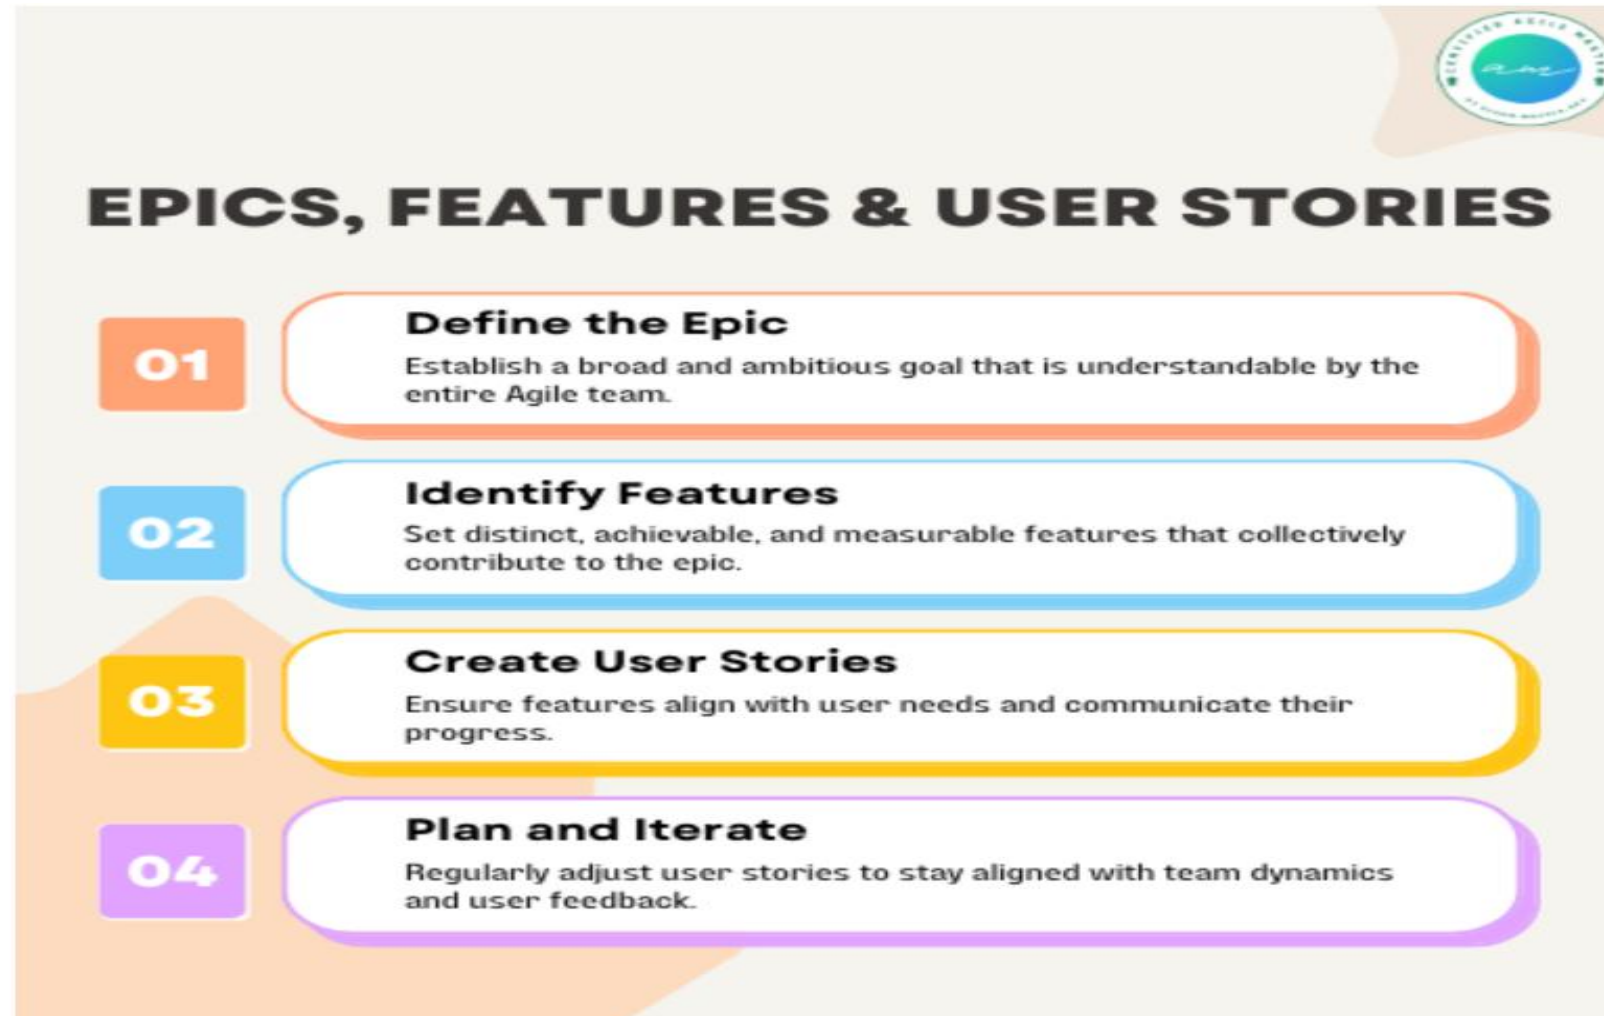 CERTIFIED AGILE MASTER
EPICS, FEATURES & USER STORIES
01
Define the Epic
Establish a broad and ambitious goal that is understandable by the
entire Agile team.
02
Identify Features
Set distinct, achievable, and measurable features that collectively
contribute to the epic.
03
Create User Stories
Ensure features align with user needs and communicate their
progress.
04
Plan and Iterate
Regularly adjust user stories to stay aligned with team dynamics
and user feedback.